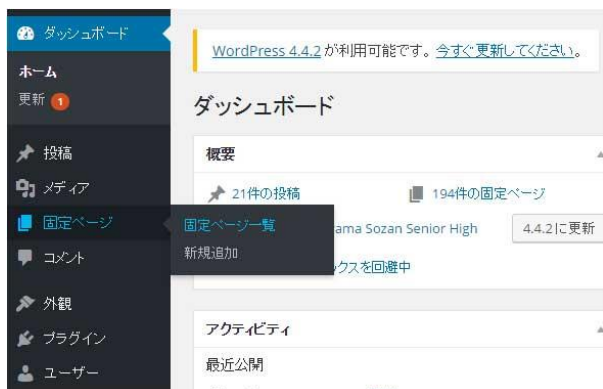 ダッシュボード
ホーム
更新 1
投稿
メディア
固定ページ
コメント
外観
プラグイン
ユーザー
固定ページ一覧
新規追加
WordPress 4.4.2 が利用可能です。今すぐ更新してください。
ダッシュボード
概要
21件の投稿
194件の固定ページ
ama Sozan Senior High
4.4.2に更新
ックスを回避中
アクティビティ
最近公開